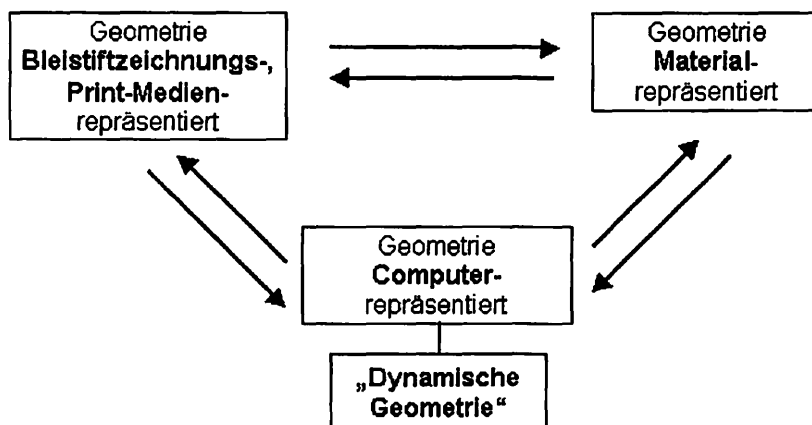 Geometrie
Bleistiftzeichnungs-,
Print-Medien-
repräsentiert
Geometrie
Material-
repräsentiert
Geometrie
Computer-
repräsentiert
„Dynamische
Geometrie“